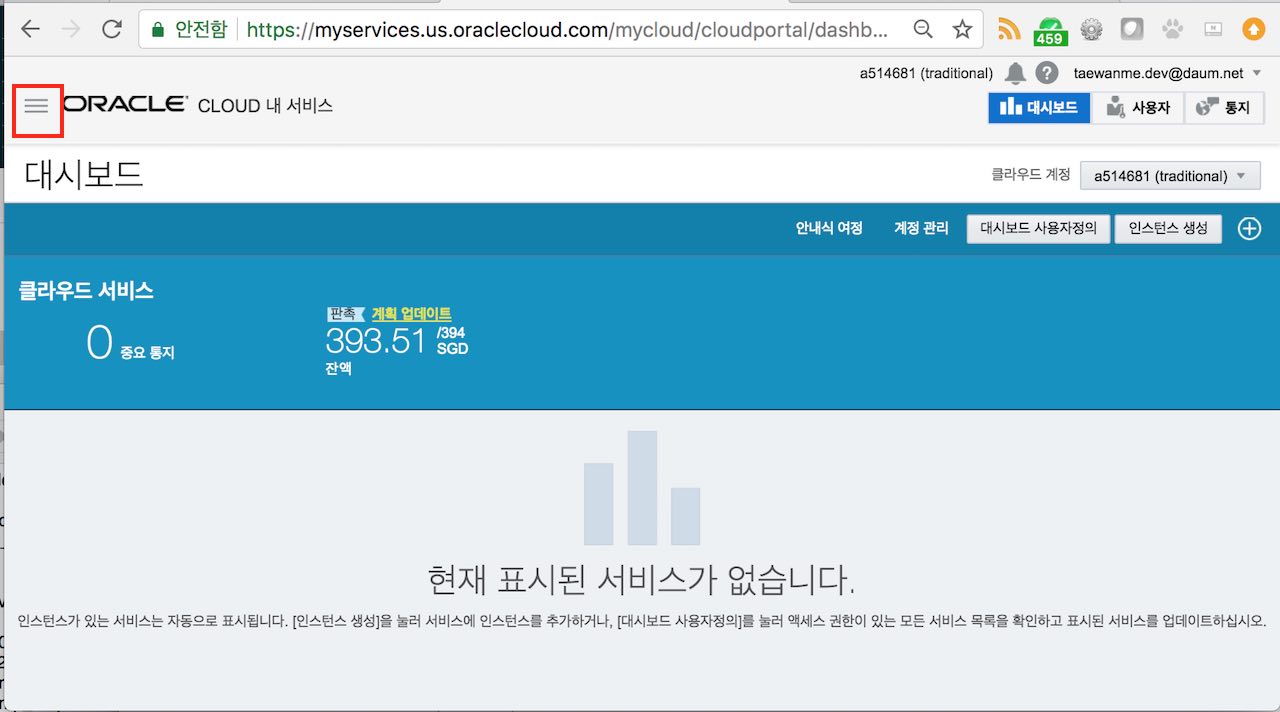 안전함 https://myservices.us.oraclecloud.com/mycloud/cloudportal/dashb...
459
a514681 (traditional) ? taewanme.dev@daum.net
ORACLE CLOUD 내 서비스
대시보드 사용자 통지
대시보드
클라우드 계정 a514681 (traditional)
안내식 여정 계정 관리 대시보드 사용자정의 인스턴스 생성
클라우드 서비스
0 중요 통지
판촉 계획 업데이트
393.51 /394 SGD
잔액
현재 표시된 서비스가 없습니다.
인스턴스가 있는 서비스는 자동으로 표시됩니다. [인스턴스 생성]을 눌러 서비스에 인스턴스를 추가하거나, [대시보드 사용자정의]를 눌러 액세스 권한이 있는 모든 서비스 목록을 확인하고 표시된 서비스를 업데이트하십시오.